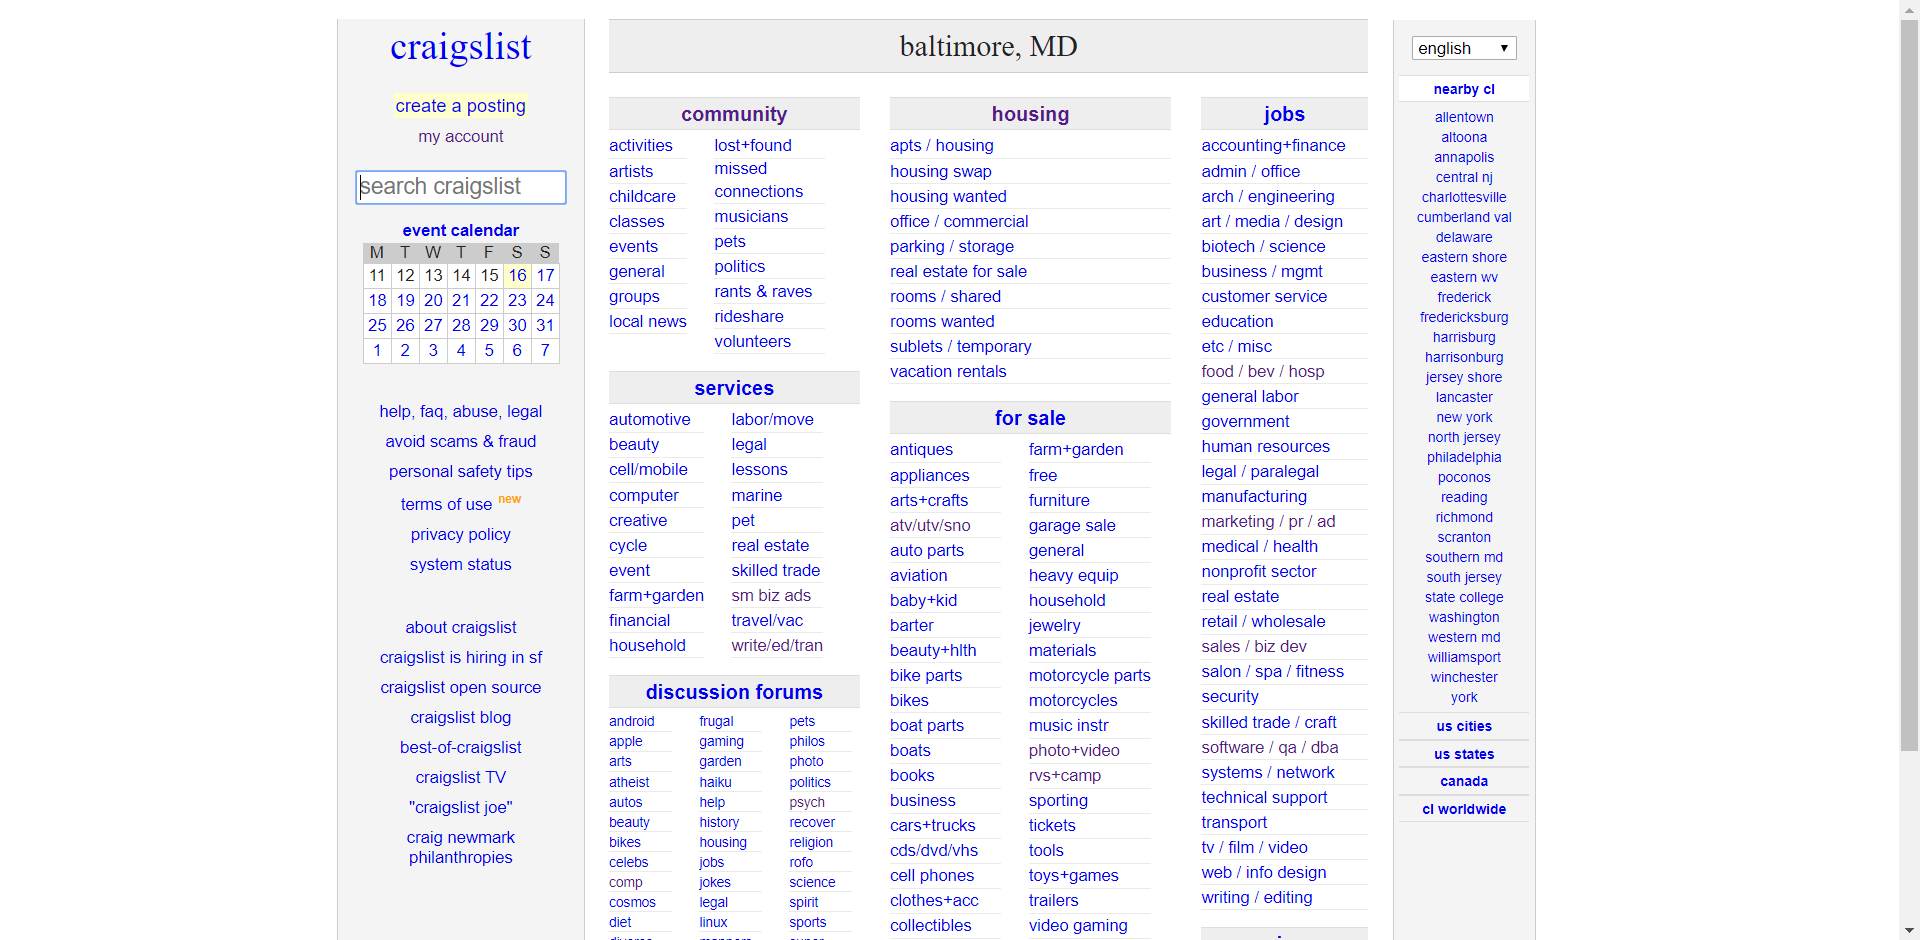 craigslist
create a posting
my account
search craigslist
event calendar
M T W T F S S
11 12 13 14 15 16 17
18 19 20 21 22 23 24
25 26 27 28 29 30 31
1 2 3 4 5 6 7
help, faq, abuse, legal
avoid scams & fraud
personal safety tips
terms of use new
privacy policy
system status
about craigslist
craigslist is hiring in sf
craigslist open source
craigslist blog
best-of-craigslist
craigslist TV
"craigslist joe"
craig newmark
philanthropies
baltimore, MD
community
activities
artists
childcare
classes
events
general
groups
local news
lost+found
missed
connections
musicians
pets
politics
rants & raves
rideshare
volunteers
services
automotive
beauty
cell/mobile
computer
creative
cycle
event
farm+garden
financial
household
labor/move
legal
lessons
marine
pet
real estate
skilled trade
sm biz ads
travel/vac
write/ed/tran
discussion forums
android
apple
arts
atheist
autos
beauty
bikes
celebs
comp
cosmos
diet
frugal
gaming
garden
haiku
help
history
housing
jobs
jokes
legal
linux
pets
philos
photo
politics
psych
recover
religion
rofo
science
spirit
sports
housing
apts / housing
housing swap
housing wanted
office / commercial
parking / storage
real estate for sale
rooms / shared
rooms wanted
sublets / temporary
vacation rentals
for sale
antiques
appliances
arts+crafts
atv/utv/sno
auto parts
aviation
baby+kid
barter
beauty+hlth
bike parts
bikes
boat parts
boats
books
business
cars+trucks
cds/dvd/vhs
cell phones
clothes+acc
collectibles
farm+garden
free
furniture
garage sale
general
heavy equip
household
jewelry
materials
motorcycle parts
motorcycles
music instr
photo+video
rvs+camp
sporting
tickets
tools
toys+games
trailers
video gaming
jobs
accounting+finance
admin / office
arch / engineering
art / media / design
biotech / science
business / mgmt
customer service
education
etc / misc
food / bev / hosp
general labor
government
human resources
legal / paralegal
manufacturing
marketing / pr / ad
medical / health
nonprofit sector
real estate
retail / wholesale
sales / biz dev
salon / spa / fitness
security
skilled trade / craft
software / qa / dba
systems / network
technical support
transport
tv / film / video
web / info design
writing / editing
english
nearby cl
allentown
altoona
annapolis
central nj
charlottesville
cumberland val
delaware
eastern shore
eastern wv
frederick
fredericksburg
harrisburg
harrisonburg
jersey shore
lancaster
new york
north jersey
philadelphia
poconos
reading
richmond
scranton
southern md
south jersey
state college
washington
western md
williamsport
winchester
york
us cities
us states
canada
cl worldwide